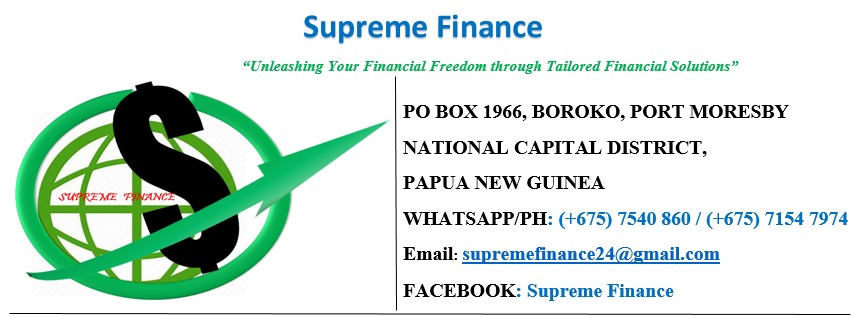 Supreme Finance
“Unleashing Your Financial Freedom through Tailored Financial Solutions”
SUPREME FINANCE
PO BOX 1966, BOROKO, PORT MORESBY
NATIONAL CAPITAL DISTRICT,
PAPUA NEW GUINEA
WHATSAPP/PH: (+675) 7540 860 / (+675) 7154 7974
Email: supremefinance24@gmail.com
FACEBOOK: Supreme Finance